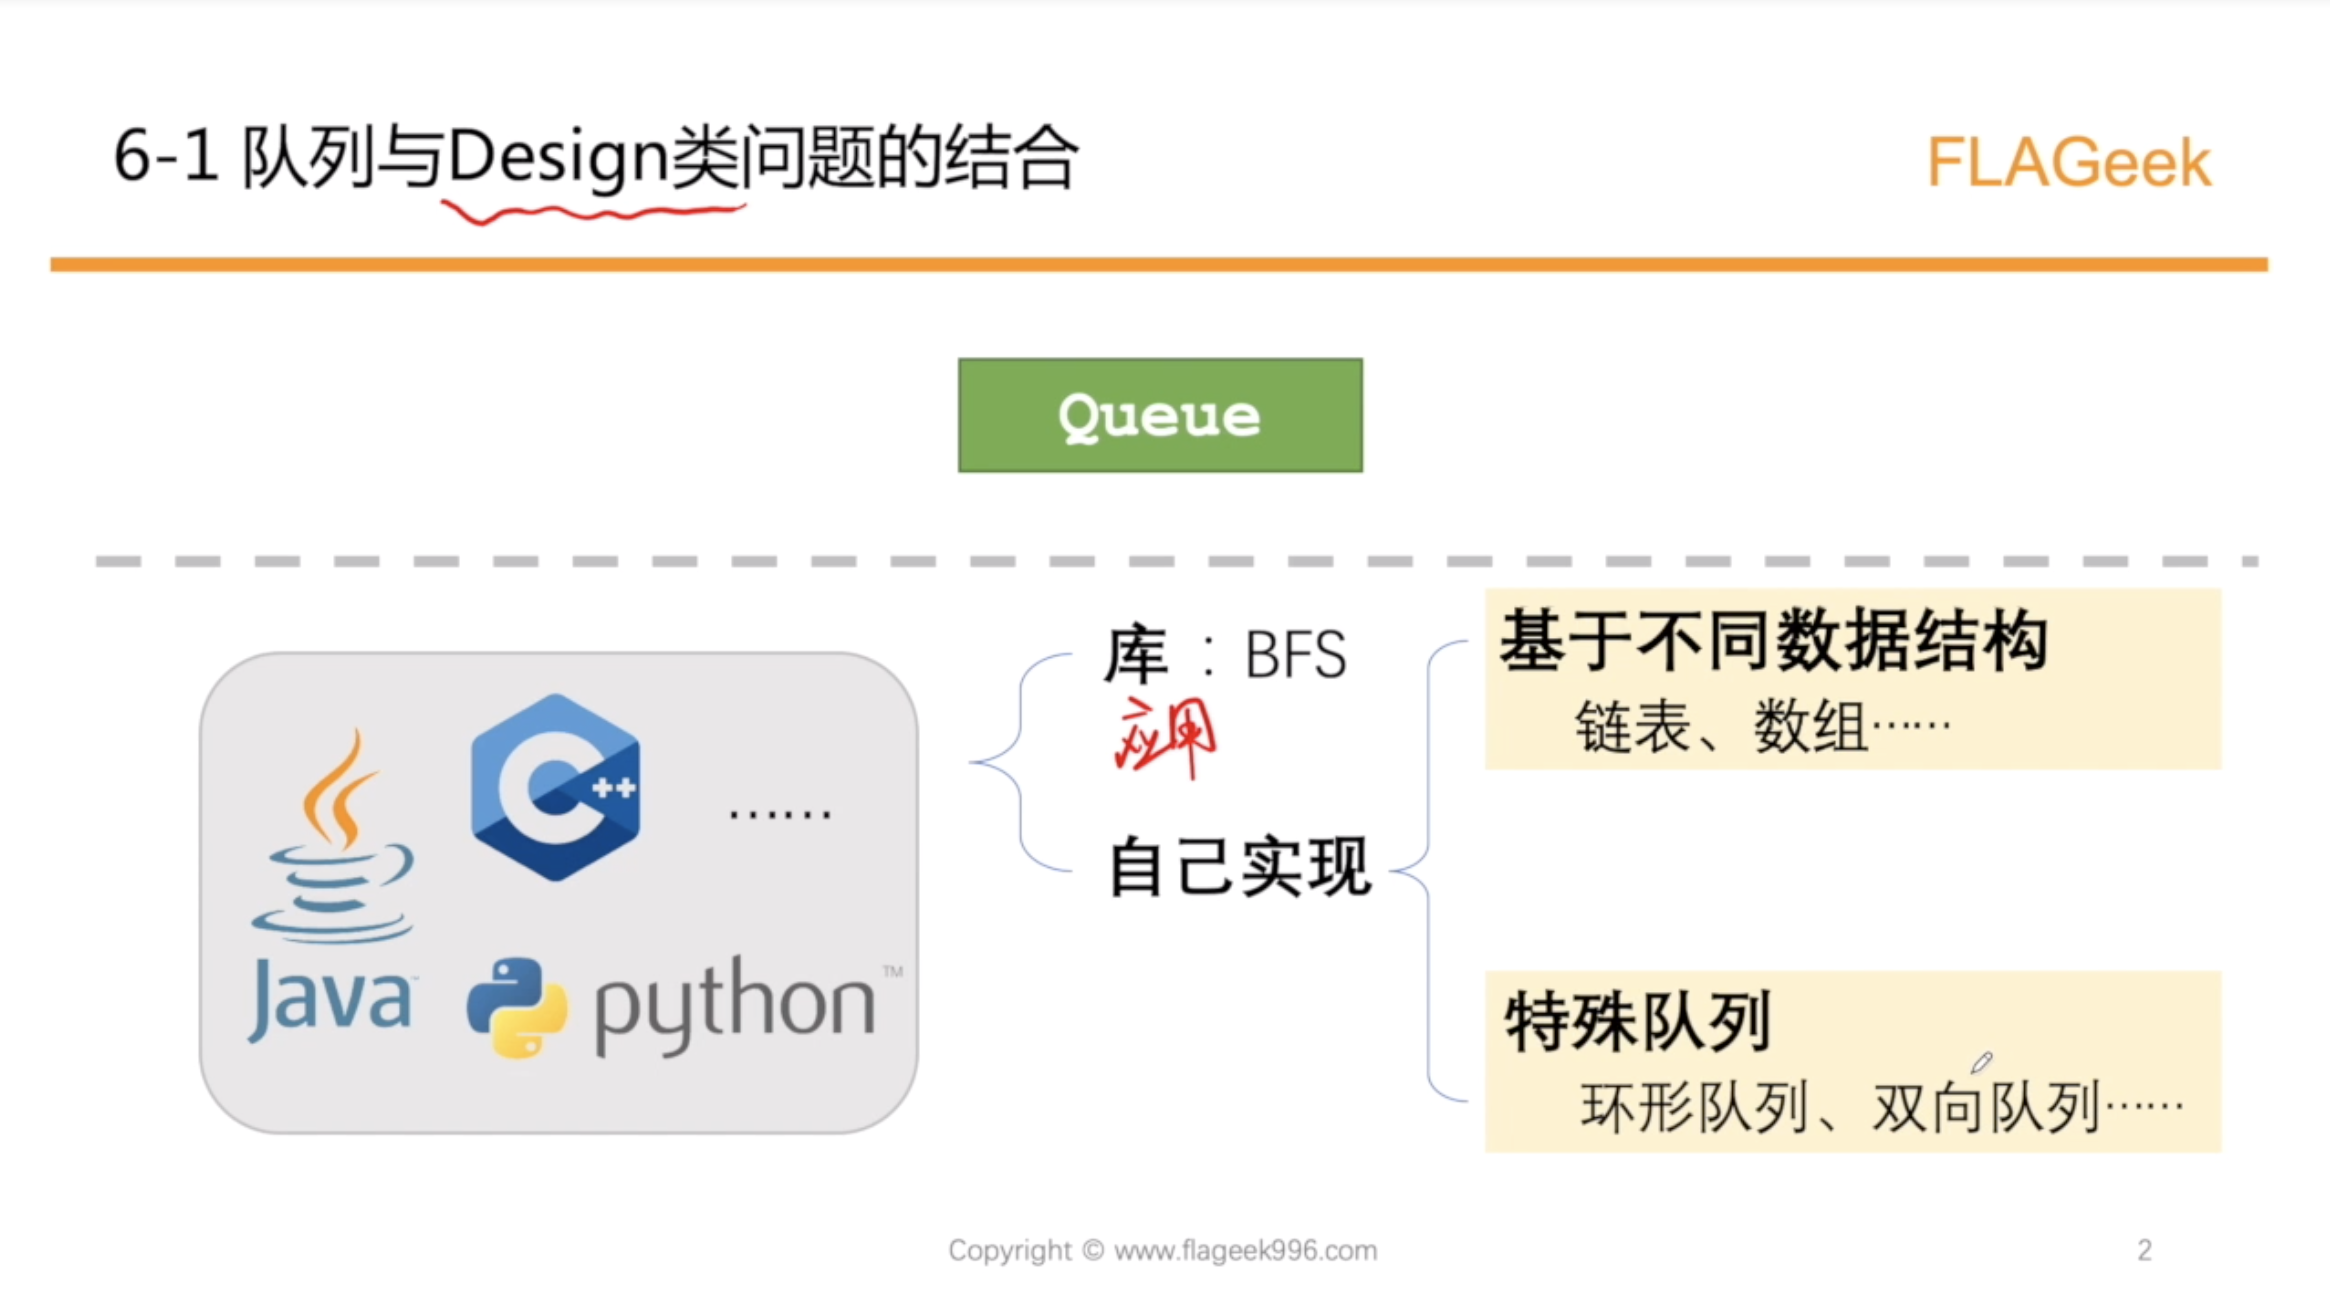 6-1 队列与Design类问题的结合
FLAGeek
Queue
库：BFS
应用
自己实现
基于不同数据结构
链表、数组……
特殊队列
环形队列、双向队列……
C++
……
Java
python™
Copyright © www.flageek996.com
2